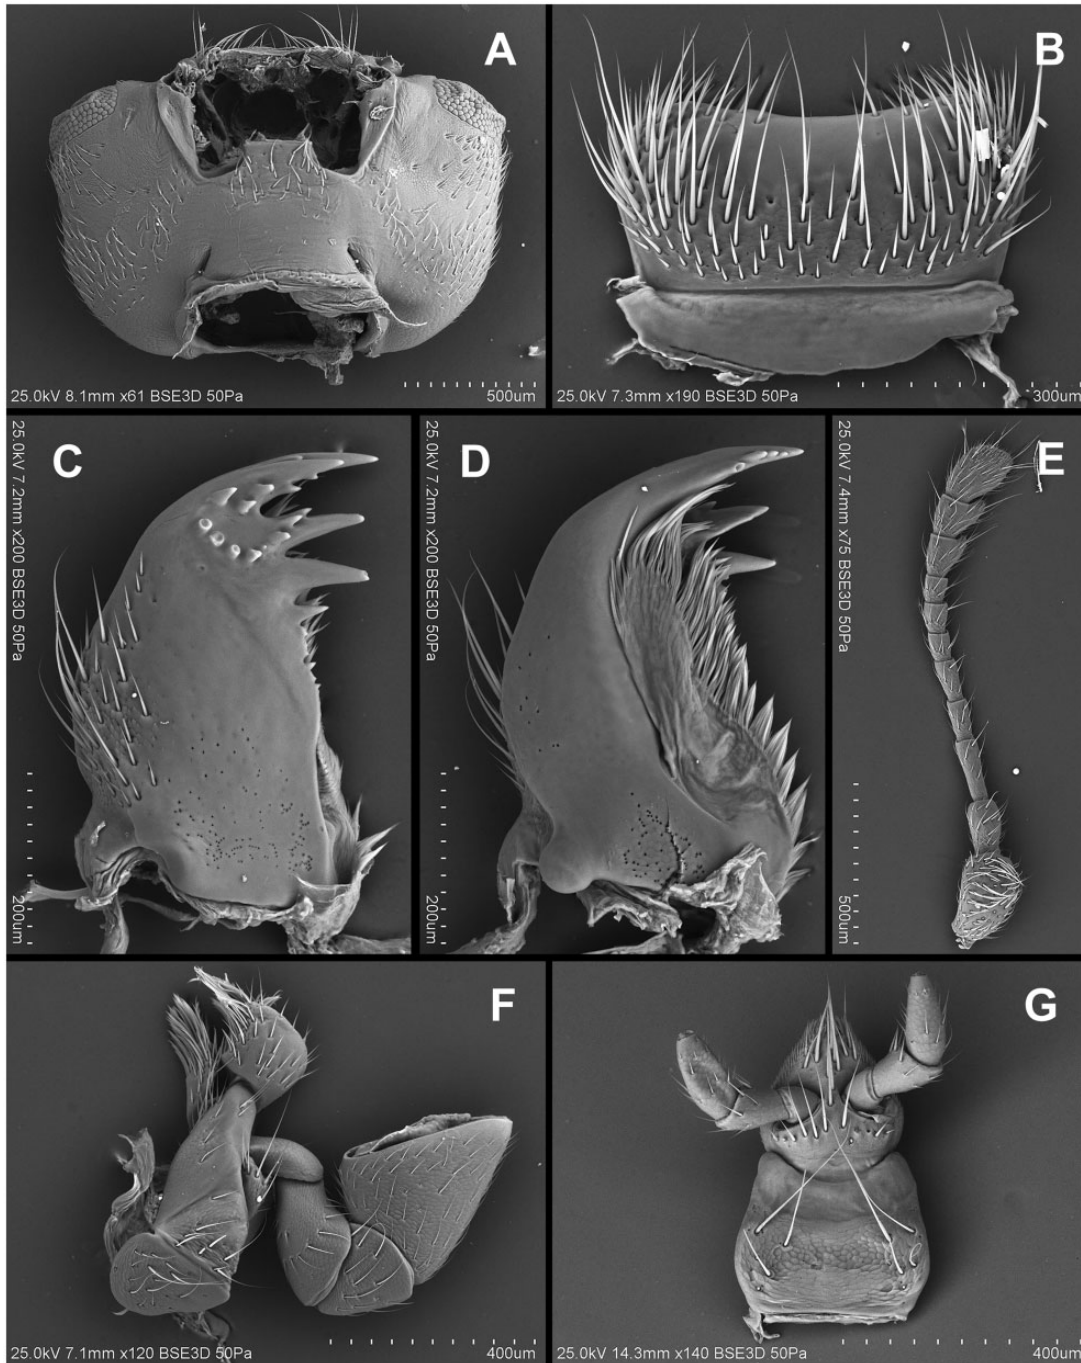 A
25.0kV 8.1mm x61 BSE3D 50Pa
500um
B
25.0kV 7.3mm x190 BSE3D 50Pa
300um
C
25.0kV 7.2mm x200 BSE3D 50Pa
200um
D
25.0kV 7.2mm x200 BSE3D 50Pa
200um
E
25.0kV 7.4mm x75 BSE3D 50Pa
500um
F
25.0kV 7.1mm x120 BSE3D 50Pa
400um
G
25.0kV 14.3mm x140 BSE3D 50Pa
400um